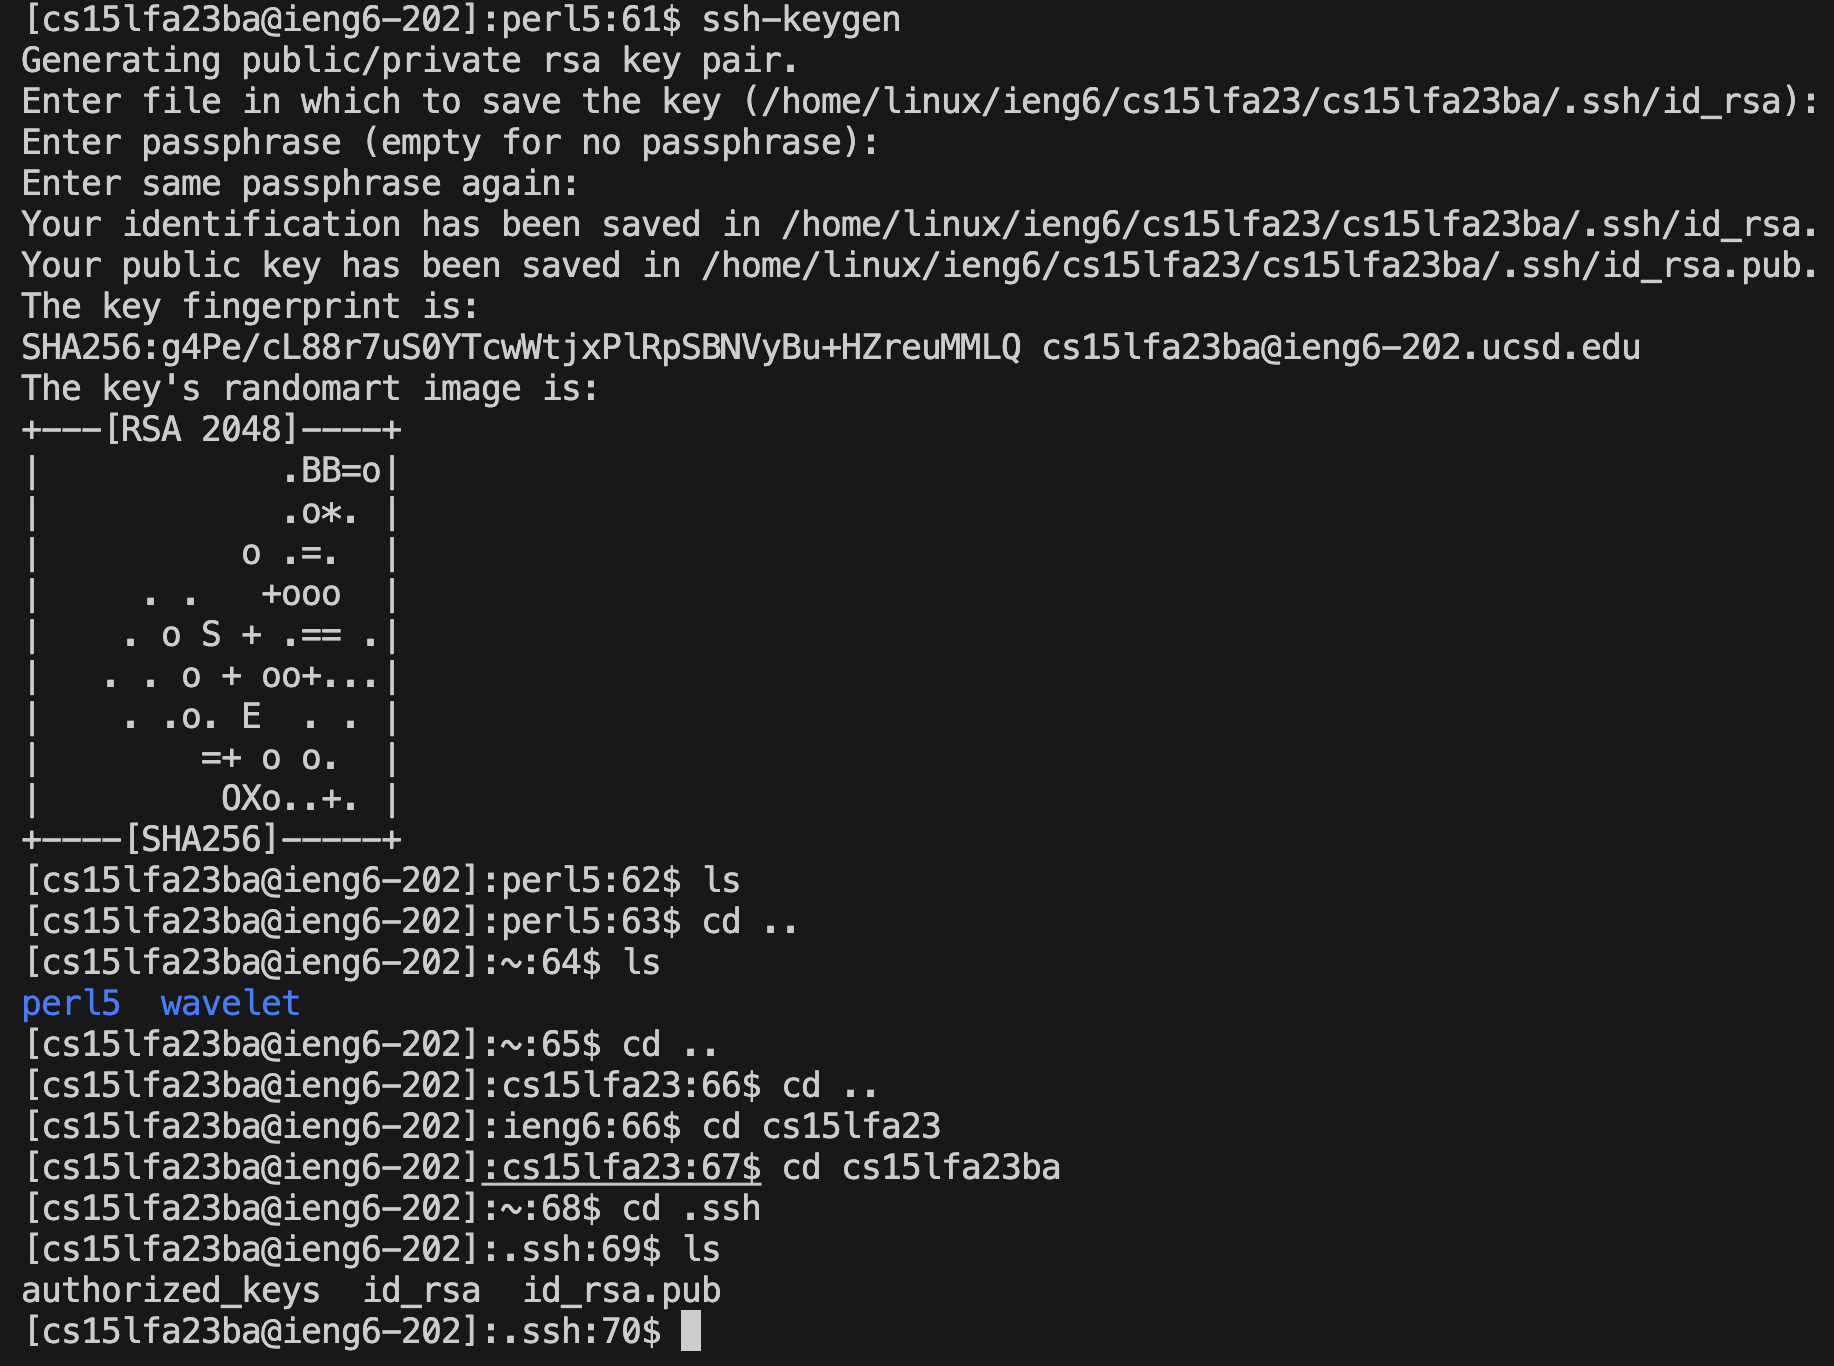 [cs15lfa23ba@ieng6-202]:perl5:61$ ssh-keygen
Generating public/private rsa key pair.
Enter file in which to save the key (/home/linux/ieng6/cs15lfa23/cs15lfa23ba/.ssh/id_rsa):
Enter passphrase (empty for no passphrase):
Enter same passphrase again:
Your identification has been saved in /home/linux/ieng6/cs15lfa23/cs15lfa23ba/.ssh/id_rsa.
Your public key has been saved in /home/linux/ieng6/cs15lfa23/cs15lfa23ba/.ssh/id_rsa.pub.
The key fingerprint is:
SHA256:g4Pe/cL88r7uS0YTcwWtjxPlRpSBNVyBu+HZreuMMLQ cs15lfa23ba@ieng6-202.ucsd.edu
The key's randomart image is:
+---[RSA 2048]----+
|            .BB=o|
|            .o*. |
|          o .=.  |
|     . .   +ooo  |
|    . o S + .== .|
|   . . o + oo+...|
|    . .o. E  . . |
|        =+ o o.  |
|         OXo..+. |
+----[SHA256]-----+
[cs15lfa23ba@ieng6-202]:perl5:62$ ls
[cs15lfa23ba@ieng6-202]:perl5:63$ cd ..
[cs15lfa23ba@ieng6-202]:~:64$ ls
perl5  wavelet
[cs15lfa23ba@ieng6-202]:~:65$ cd ..
[cs15lfa23ba@ieng6-202]:cs15lfa23:66$ cd ..
[cs15lfa23ba@ieng6-202]:ieng6:66$ cd cs15lfa23
[cs15lfa23ba@ieng6-202]:cs15lfa23:67$ cd cs15lfa23ba
[cs15lfa23ba@ieng6-202]:~:68$ cd .ssh
[cs15lfa23ba@ieng6-202]:.ssh:69$ ls
authorized_keys  id_rsa  id_rsa.pub
[cs15lfa23ba@ieng6-202]:.ssh:70$